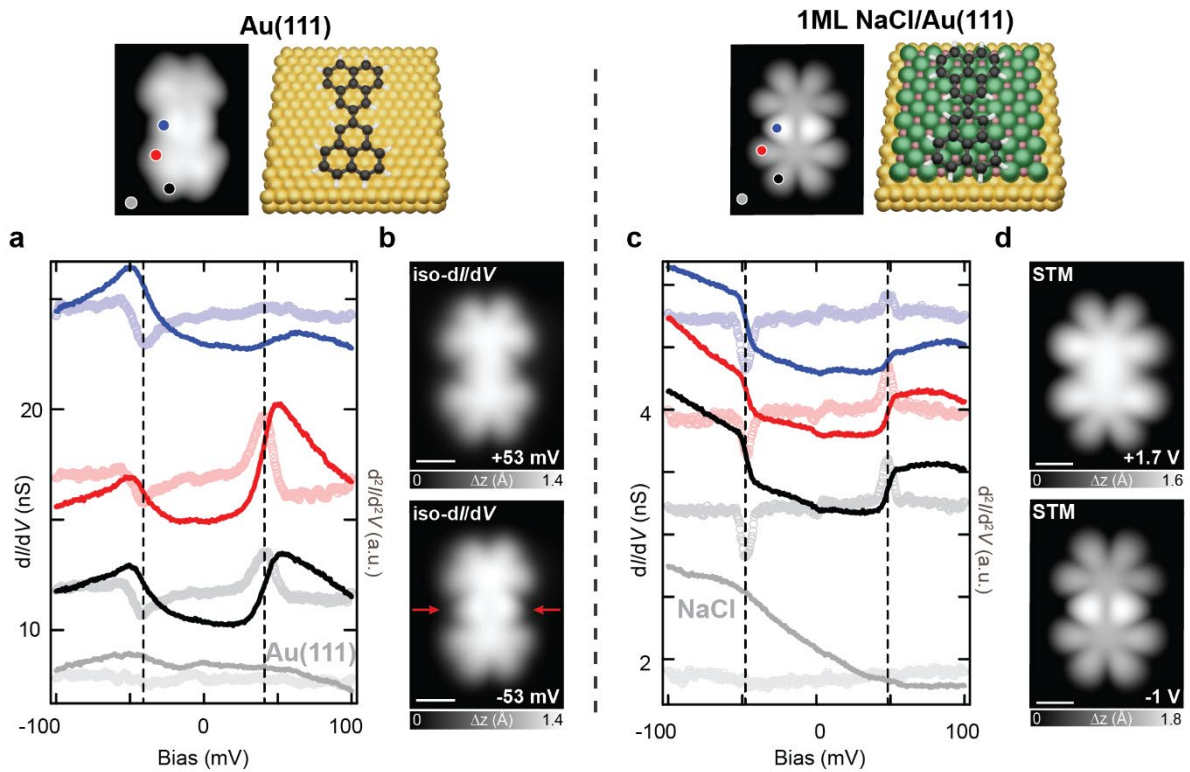 Au(111)
1ML NaCl/Au(111)
a
b
c
d
dI/dV (nS)
20
10
d²I/d²V (a.u.)
Au(111)
-100
0
100
Bias (mV)
iso-dI/dV
+53 mV
0
Δz (Å)
1.4
iso-dI/dV
-53 mV
0
Δz (Å)
1.4
dI/dV (nS)
4
2
d²I/d²V (a.u.)
NaCl
-100
0
100
Bias (mV)
STM
+1.7 V
0
Δz (Å)
1.6
STM
-1 V
0
Δz (Å)
1.8